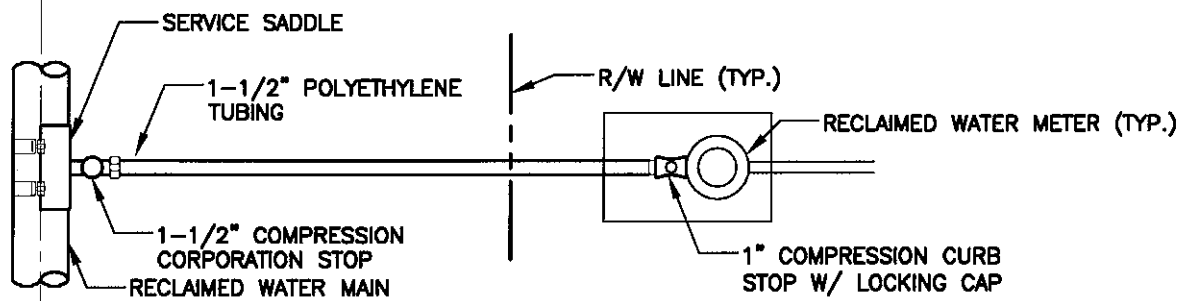 SERVICE SADDLE
1-1/2" POLYETHYLENE
TUBING
R/W LINE (TYP.)
RECLAIMED WATER METER (TYP.)
1-1/2" COMPRESSION
CORPORATION STOP
RECLAIMED WATER MAIN
1" COMPRESSION CURB
STOP W/ LOCKING CAP